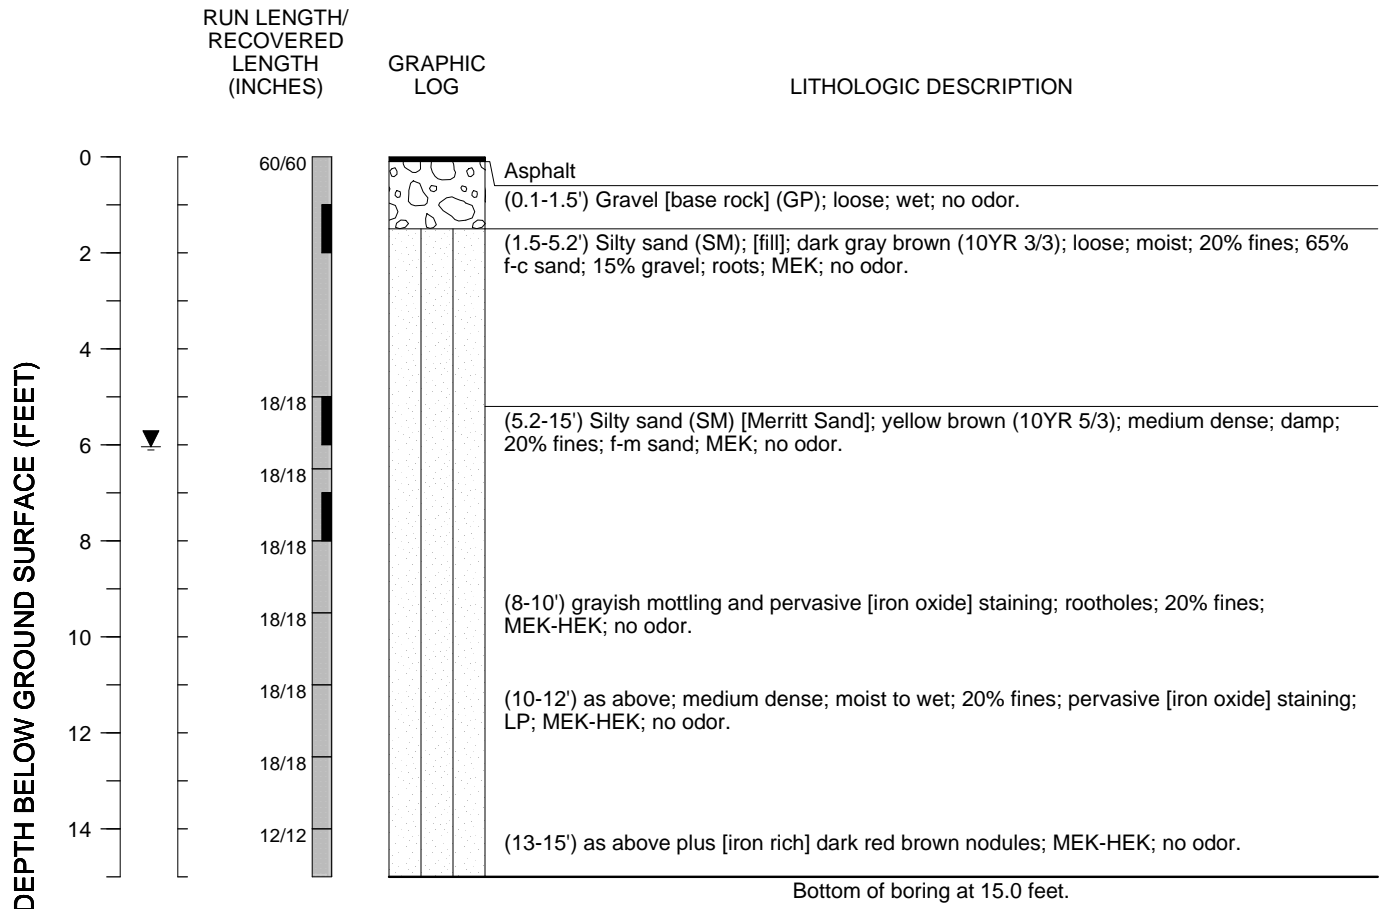 RUN LENGTH/
RECOVERED
LENGTH
(INCHES)
GRAPHIC
LOG
LITHOLOGIC DESCRIPTION
DEPTH BELOW GROUND SURFACE (FEET)
0
2
4
6
8
10
12
14
60/60
18/18
18/18
18/18
18/18
18/18
18/18
12/12
Asphalt
(0.1-1.5') Gravel [base rock] (GP); loose; wet; no odor.
(1.5-5.2') Silty sand (SM); [fill]; dark gray brown (10YR 3/3); loose; moist; 20% fines; 65%
f-c sand; 15% gravel; roots; MEK; no odor.
(5.2-15') Silty sand (SM) [Merritt Sand]; yellow brown (10YR 5/3); medium dense; damp;
20% fines; f-m sand; MEK; no odor.
(8-10') grayish mottling and pervasive [iron oxide] staining; rootholes; 20% fines;
MEK-HEK; no odor.
(10-12') as above; medium dense; moist to wet; 20% fines; pervasive [iron oxide] staining;
LP; MEK-HEK; no odor.
(13-15') as above plus [iron rich] dark red brown nodules; MEK-HEK; no odor.
Bottom of boring at 15.0 feet.